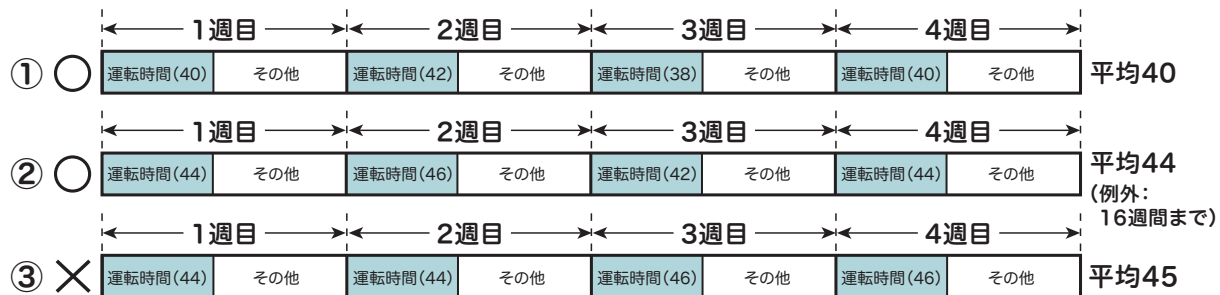 1週目 2週目 3週目 4週目
① ○ 運転時間(40) その他 運転時間(42) その他 運転時間(38) その他 運転時間(40) その他 平均40
1週目 2週目 3週目 4週目
② ○ 運転時間(44) その他 運転時間(46) その他 運転時間(42) その他 運転時間(44) その他 平均44
(例外:
16週間まで)
1週目 2週目 3週目 4週目
③ × 運転時間(44) その他 運転時間(44) その他 運転時間(46) その他 運転時間(46) その他 平均45